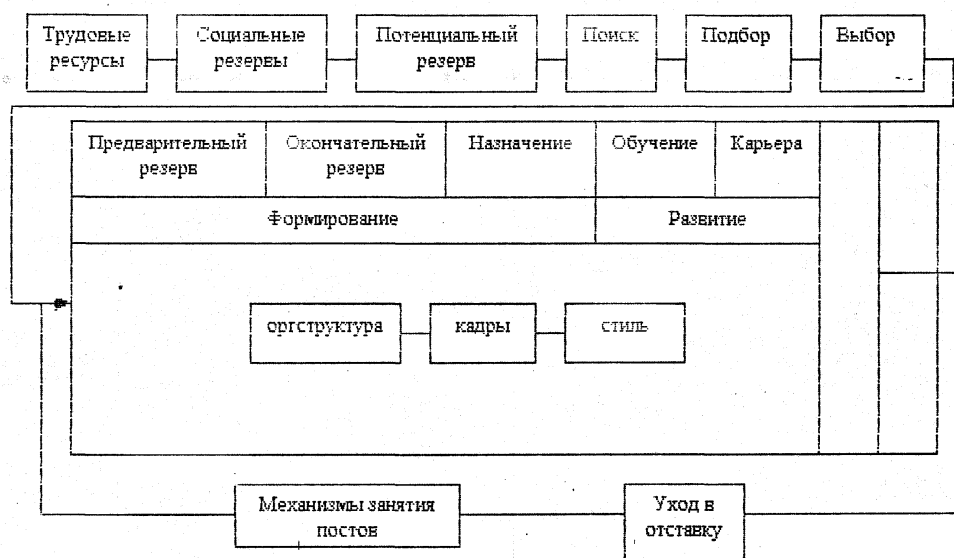 Трудовые
ресурсы
Социальные
резервы
Потенциальный
резерв
Поиск
Подбор
Выбор
Предварительный
резерв
Окончательный
резерв
Назначение
Обучение
Карьера
Формирование
Развитие
оргструктура
кадры
стиль
Механизмы занятия
постов
Уход в
отставку